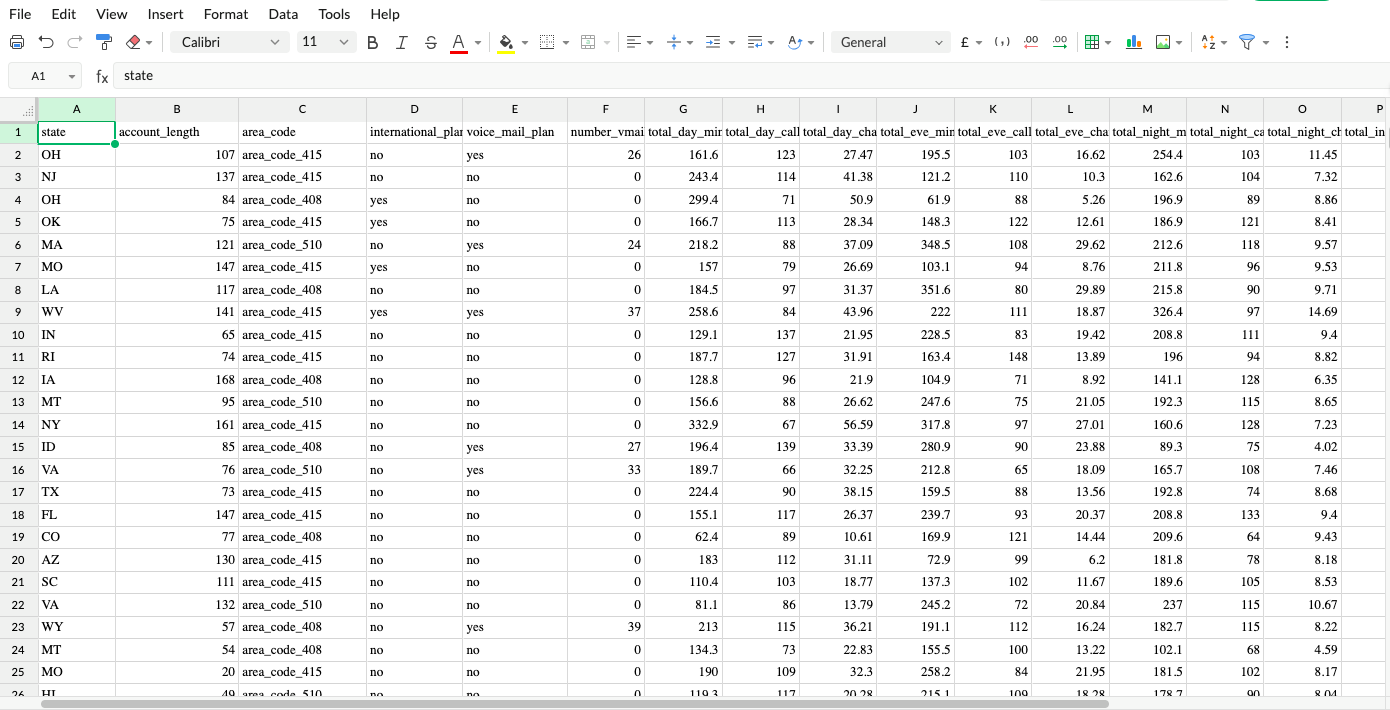 File Edit View Insert Format Data Tools Help
Calibri 11 B I S A General £ (,) .00 .00
A1 fx state
A B C D E F G H I J K L M N O P
1 state account_length area_code international_plan voice_mail_plan number_vmai total_day_min total_day_call total_day_cha total_eve_min total_eve_call total_eve_cha total_night_m total_night_ca total_night_ch total_in
2 OH 107 area_code_415 no yes 26 161.6 123 27.47 195.5 103 16.62 254.4 103 11.45
3 NJ 137 area_code_415 no no 0 243.4 114 41.38 121.2 110 10.3 162.6 104 7.32
4 OH 84 area_code_408 yes no 0 299.4 71 50.9 61.9 88 5.26 196.9 89 8.86
5 OK 75 area_code_415 yes no 0 166.7 113 28.34 148.3 122 12.61 186.9 121 8.41
6 MA 121 area_code_510 no yes 24 218.2 88 37.09 348.5 108 29.62 212.6 118 9.57
7 MO 147 area_code_415 yes no 0 157 79 26.69 103.1 94 8.76 211.8 96 9.53
8 LA 117 area_code_408 no no 0 184.5 97 31.37 351.6 80 29.89 215.8 90 9.71
9 WV 141 area_code_415 yes yes 37 258.6 84 43.96 222 111 18.87 326.4 97 14.69
10 IN 65 area_code_415 no no 0 129.1 137 21.95 228.5 83 19.42 208.8 111 9.4
11 RI 74 area_code_415 no no 0 187.7 127 31.91 163.4 148 13.89 196 94 8.82
12 IA 168 area_code_408 no no 0 128.8 96 21.9 104.9 71 8.92 141.1 128 6.35
13 MT 95 area_code_510 no no 0 156.6 88 26.62 247.6 75 21.05 192.3 115 8.65
14 NY 161 area_code_415 no no 0 332.9 67 56.59 317.8 97 27.01 160.6 128 7.23
15 ID 85 area_code_408 no yes 27 196.4 139 33.39 280.9 90 23.88 89.3 75 4.02
16 VA 76 area_code_510 no yes 33 189.7 66 32.25 212.8 65 18.09 165.7 108 7.46
17 TX 73 area_code_415 no no 0 224.4 90 38.15 159.5 88 13.56 192.8 74 8.68
18 FL 147 area_code_415 no no 0 155.1 117 26.37 239.7 93 20.37 208.8 133 9.4
19 CO 77 area_code_408 no no 0 62.4 89 10.61 169.9 121 14.44 209.6 64 9.43
20 AZ 130 area_code_415 no no 0 183 112 31.11 72.9 99 6.2 181.8 78 8.18
21 SC 111 area_code_415 no no 0 110.4 103 18.77 137.3 102 11.67 189.6 105 8.53
22 VA 132 area_code_510 no no 0 81.1 86 13.79 245.2 72 20.84 237 115 10.67
23 WY 57 area_code_408 no yes 39 213 115 36.21 191.1 112 16.24 182.7 115 8.22
24 MT 54 area_code_408 no no 0 134.3 73 22.83 155.5 100 13.22 102.1 68 4.59
25 MO 20 area_code_415 no no 0 190 109 32.3 258.2 84 21.95 181.5 102 8.17
26 HI 49 area_code_510 no no 0 119.3 117 20.28 215.1 109 18.28 178.7 90 8.04